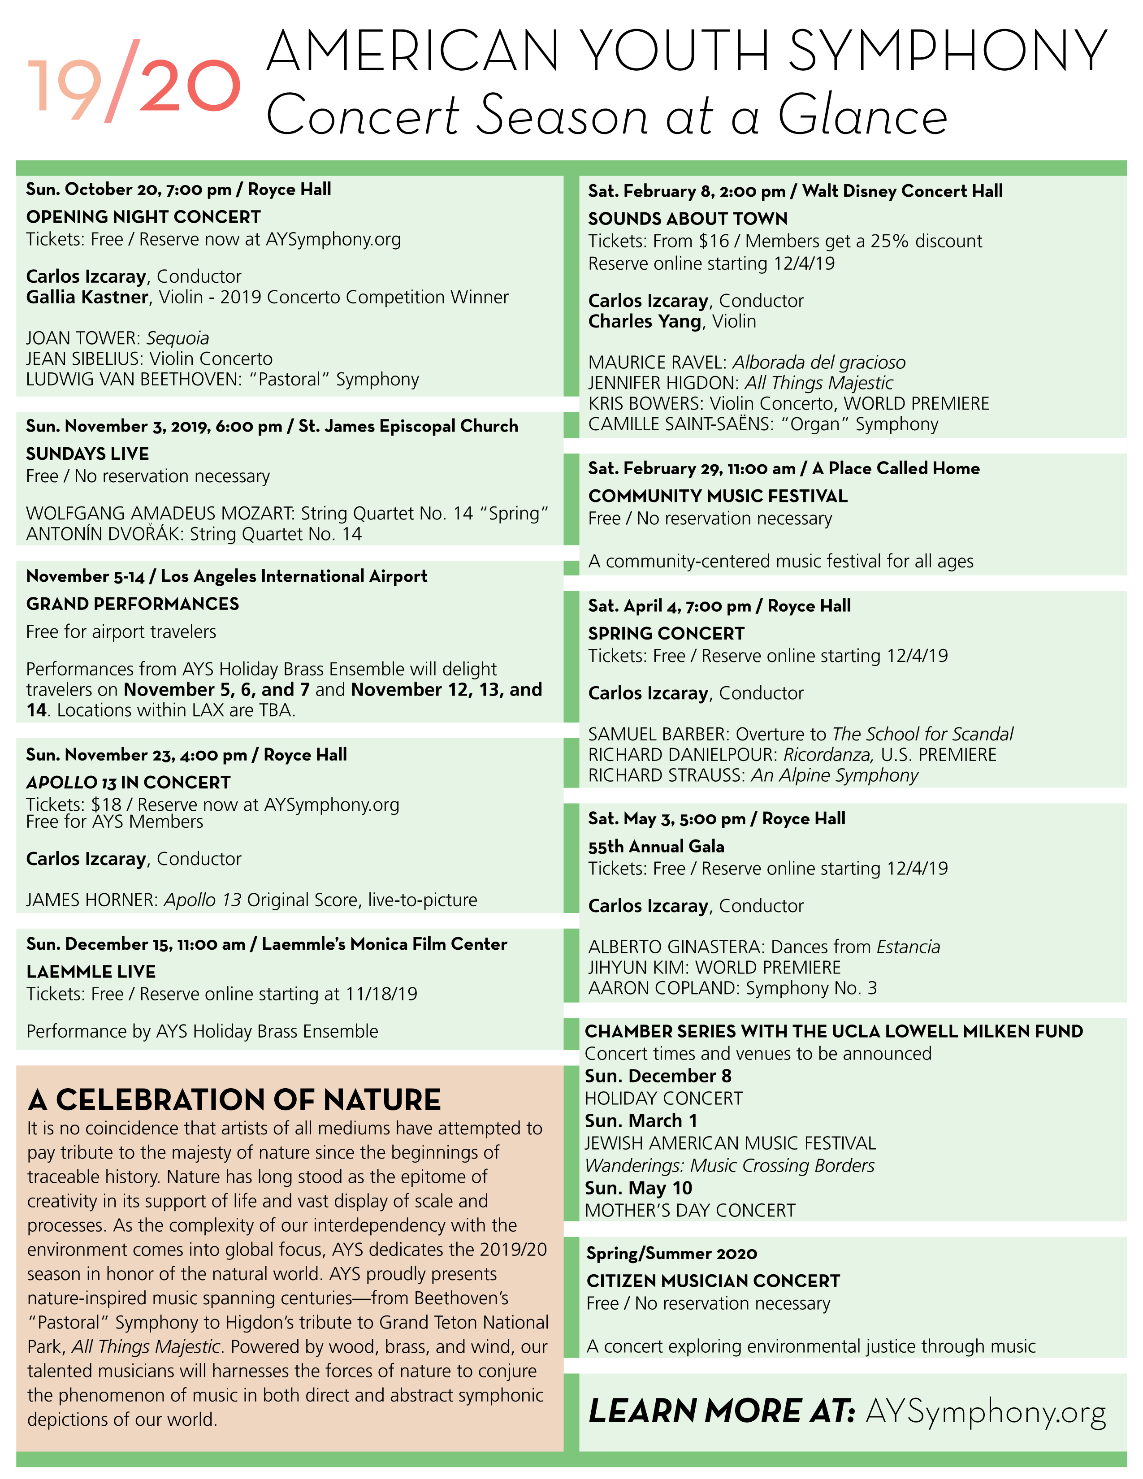 19/20
AMERICAN YOUTH SYMPHONY
Concert Season at a Glance
Sun. October 20, 7:00 pm / Royce Hall
OPENING NIGHT CONCERT
Tickets: Free / Reserve now at AYSymphony.org
Carlos Izcaray, Conductor
Gallia Kastner, Violin - 2019 Concerto Competition Winner
JOAN TOWER: Sequoia
JEAN SIBELIUS: Violin Concerto
LUDWIG VAN BEETHOVEN: “Pastoral” Symphony
Sun. November 3, 2019, 6:00 pm / St. James Episcopal Church
SUNDAYS LIVE
Free / No reservation necessary
WOLFGANG AMADEUS MOZART: String Quartet No. 14 “Spring”
ANTONÍN DVOŘÁK: String Quartet No. 14
November 5-14 / Los Angeles International Airport
GRAND PERFORMANCES
Free for airport travelers
Performances from AYS Holiday Brass Ensemble will delight
travelers on November 5, 6, and 7 and November 12, 13, and
14. Locations within LAX are TBA.
Sun. November 23, 4:00 pm / Royce Hall
APOLLO 13 IN CONCERT
Tickets: $18 / Reserve now at AYSymphony.org
Free for AYS Members
Carlos Izcaray, Conductor
JAMES HORNER: Apollo 13 Original Score, live-to-picture
Sun. December 15, 11:00 am / Laemmle’s Monica Film Center
LAEMMLE LIVE
Tickets: Free / Reserve online starting at 11/18/19
Performance by AYS Holiday Brass Ensemble
A CELEBRATION OF NATURE
It is no coincidence that artists of all mediums have attempted to
pay tribute to the majesty of nature since the beginnings of
traceable history. Nature has long stood as the epitome of
creativity in its support of life and vast display of scale and
processes. As the complexity of our interdependency with the
environment comes into global focus, AYS dedicates the 2019/20
season in honor of the natural world. AYS proudly presents
nature-inspired music spanning centuries—from Beethoven’s
“Pastoral” Symphony to Higdon’s tribute to Grand Teton National
Park, All Things Majestic. Powered by wood, brass, and wind, our
talented musicians will harnesses the forces of nature to conjure
the phenomenon of music in both direct and abstract symphonic
depictions of our world.
Sat. February 8, 2:00 pm / Walt Disney Concert Hall
SOUNDS ABOUT TOWN
Tickets: From $16 / Members get a 25% discount
Reserve online starting 12/4/19
Carlos Izcaray, Conductor
Charles Yang, Violin
MAURICE RAVEL: Alborada del gracioso
JENNIFER HIGDON: All Things Majestic
KRIS BOWERS: Violin Concerto, WORLD PREMIERE
CAMILLE SAINT-SAËNS: “Organ” Symphony
Sat. February 29, 11:00 am / A Place Called Home
COMMUNITY MUSIC FESTIVAL
Free / No reservation necessary
A community-centered music festival for all ages
Sat. April 4, 7:00 pm / Royce Hall
SPRING CONCERT
Tickets: Free / Reserve online starting 12/4/19
Carlos Izcaray, Conductor
SAMUEL BARBER: Overture to The School for Scandal
RICHARD DANIELPOUR: Ricordanza, U.S. PREMIERE
RICHARD STRAUSS: An Alpine Symphony
Sat. May 3, 5:00 pm / Royce Hall
55th Annual Gala
Tickets: Free / Reserve online starting 12/4/19
Carlos Izcaray, Conductor
ALBERTO GINASTERA: Dances from Estancia
JIHYUN KIM: WORLD PREMIERE
AARON COPLAND: Symphony No. 3
CHAMBER SERIES WITH THE UCLA LOWELL MILKEN FUND
Concert times and venues to be announced
Sun. December 8
HOLIDAY CONCERT
Sun. March 1
JEWISH AMERICAN MUSIC FESTIVAL
Wanderings: Music Crossing Borders
Sun. May 10
MOTHER’S DAY CONCERT
Spring/Summer 2020
CITIZEN MUSICIAN CONCERT
Free / No reservation necessary
A concert exploring environmental justice through music
LEARN MORE AT: AYSymphony.org